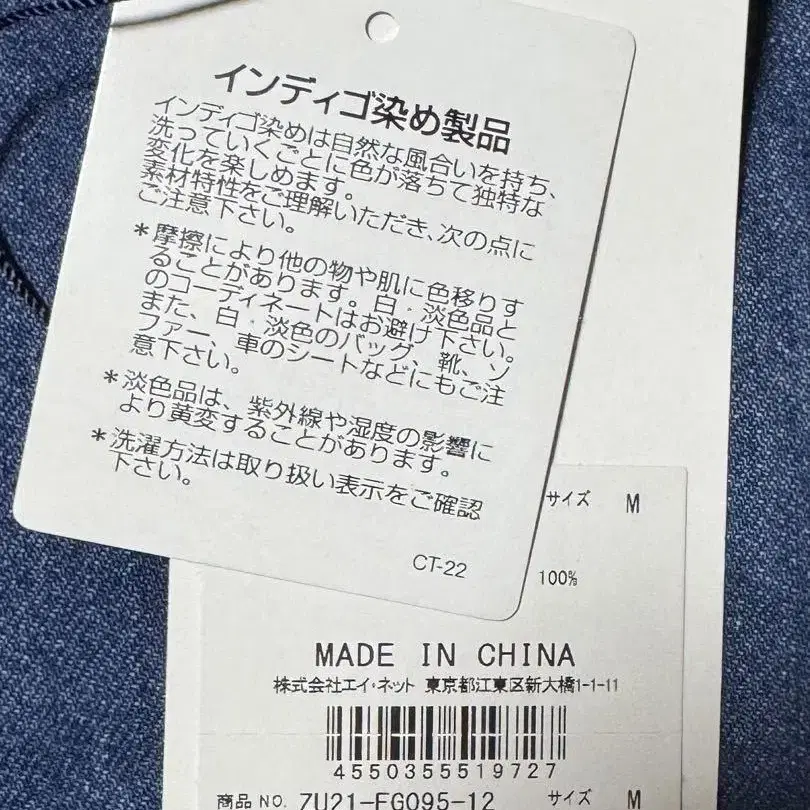 インディゴ染め製品
インディゴ染めは自然な風合いを持ち、
洗っていくごとに色が落ちて独特な
変化を楽しめます。
素材特性をご理解いただき、次の点に
ご注意下さい。
*摩擦により他の物や肌に色移りす
ることがあります。白・淡色品と
のコーディネートはお避け下さい。
また、白・淡色のバッグ、靴、ソ
ファー、車のシートなどにもご注
意下さい。
*淡色品は、紫外線や湿度の影響に
より黄変することがあります。
*洗濯方法は取り扱い表示をご確認
下さい。
CT-22
サイズ M
100%
MADE IN CHINA
株式会社エイ・ネット 東京都江東区新大橋1-1-11
4550355519727
商品NO. ZU21-FG095-12 サイズ M